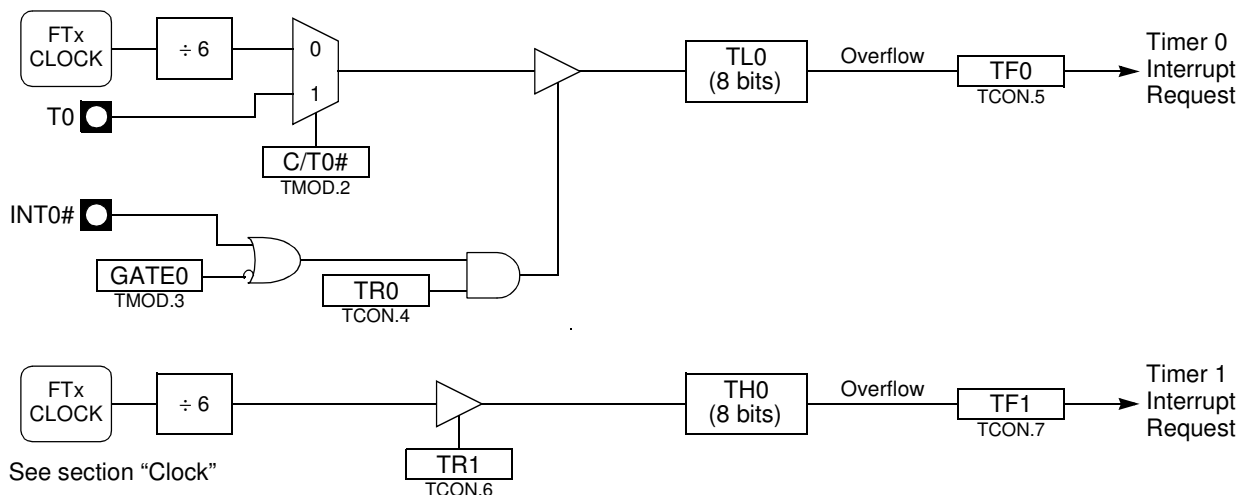 FTx
CLOCK
÷ 6
0
1
T0
C/T0#
TMOD.2
TL0
(8 bits)
Overflow
TF0
TCON.5
Timer 0
Interrupt
Request
INT0#
GATE0
TMOD.3
TR0
TCON.4
FTx
CLOCK
÷ 6
TR1
TCON.6
TH0
(8 bits)
Overflow
TF1
TCON.7
Timer 1
Interrupt
Request
See section “Clock”